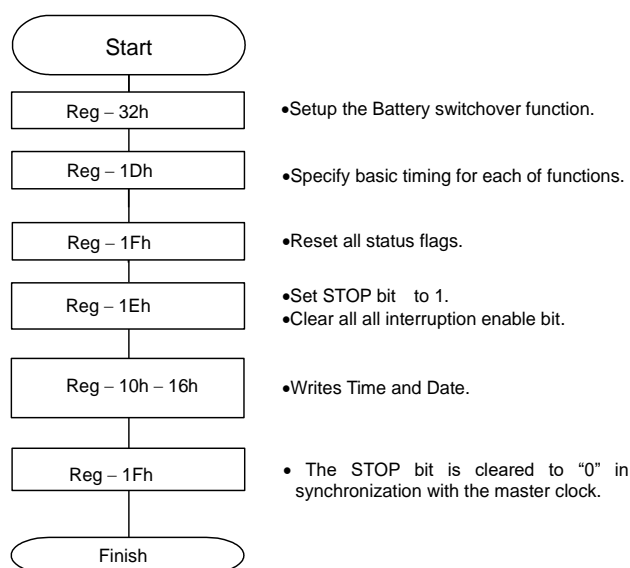 Start
Reg – 32h
•Setup the Battery switchover function.
Reg – 1Dh
•Specify basic timing for each of functions.
Reg – 1Fh
•Reset all status flags.
Reg – 1Eh
•Set STOP bit to 1.
•Clear all all interruption enable bit.
Reg – 10h – 16h
•Writes Time and Date.
Reg – 1Fh
• The STOP bit is cleared to “0” in
synchronization with the master clock.
Finish